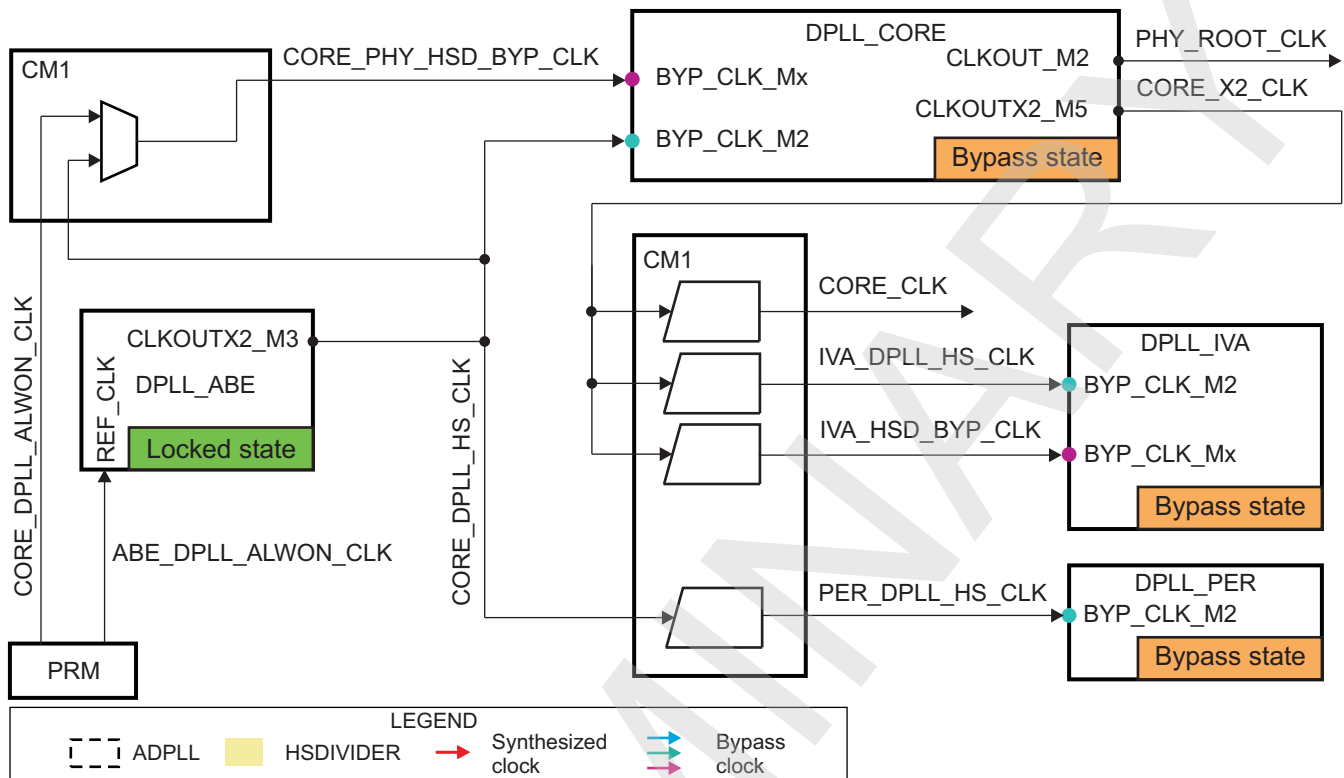 CM1
CORE_PHY_HSD_BYP_CLK
DPLL_CORE
BYP_CLK_Mx
BYP_CLK_M2
CLKOUT_M2
CLKOUTX2_M5
Bypass state
PHY_ROOT_CLK
CORE_X2_CLK
CORE_DPLL_ALWON_CLK
CLKOUTX2_M3
DPLL_ABE
REF_CLK
Locked state
ABE_DPLL_ALWON_CLK
CORE_DPLL_HS_CLK
PRM
CM1
CORE_CLK
IVA_DPLL_HS_CLK
IVA_HSD_BYP_CLK
PER_DPLL_HS_CLK
DPLL_IVA
BYP_CLK_M2
BYP_CLK_Mx
Bypass state
DPLL_PER
BYP_CLK_M2
Bypass state
LEGEND
ADPLL
HSDIVIDER
Synthesized
clock
Bypass
clock
MINARY